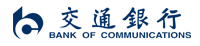 交通銀行
BANK OF COMMUNICATIONS